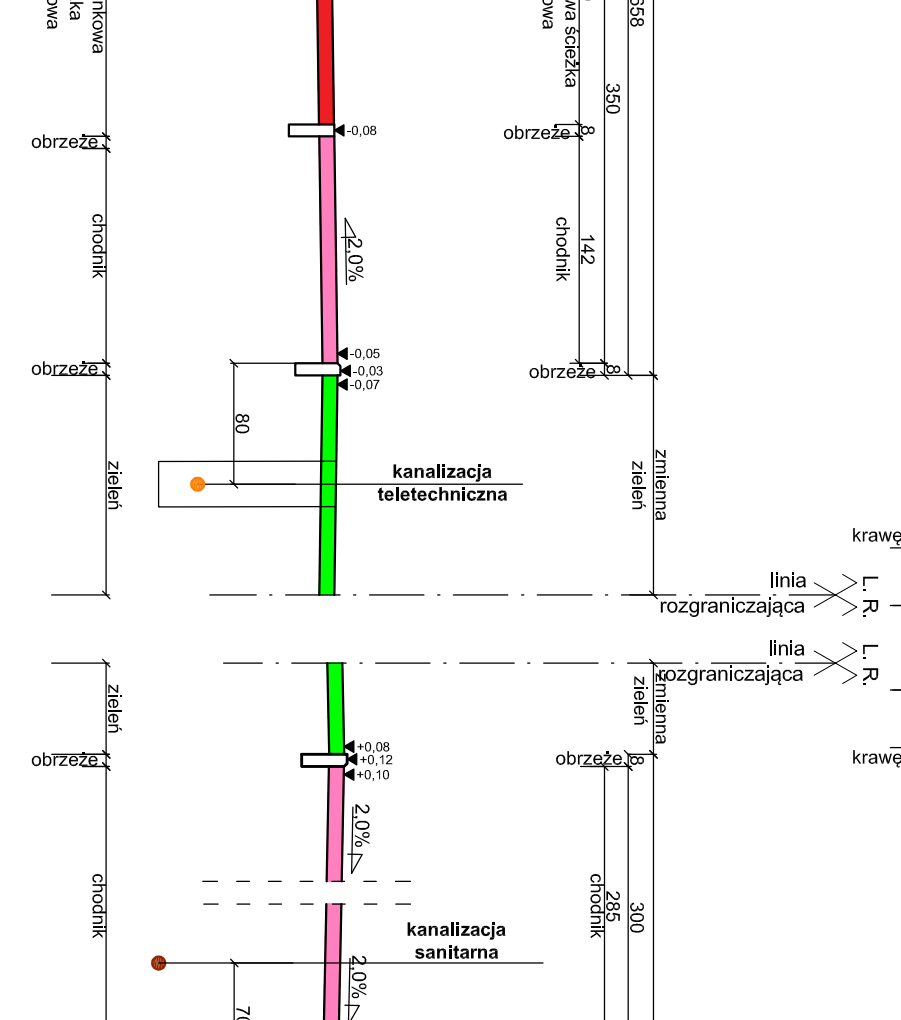 658
350
8
-0,08
obrzeże
obrzeże
chodnik
2,0%
chodnik
142
-0,05
-0,03
-0,07
obrzeże
obrzeże
8
80
zieleń
kanalizacja
teletechniczna
zmienna
zieleń
linia
rozgraniczająca
L. R.
linia
rozgraniczająca
L. R.
zieleń
zmienna
zieleń
+0,08
+0,12
+0,10
obrzeże
obrzeże
8
2,0%
chodnik
chodnik
285
300
kanalizacja
sanitarna
2,0%